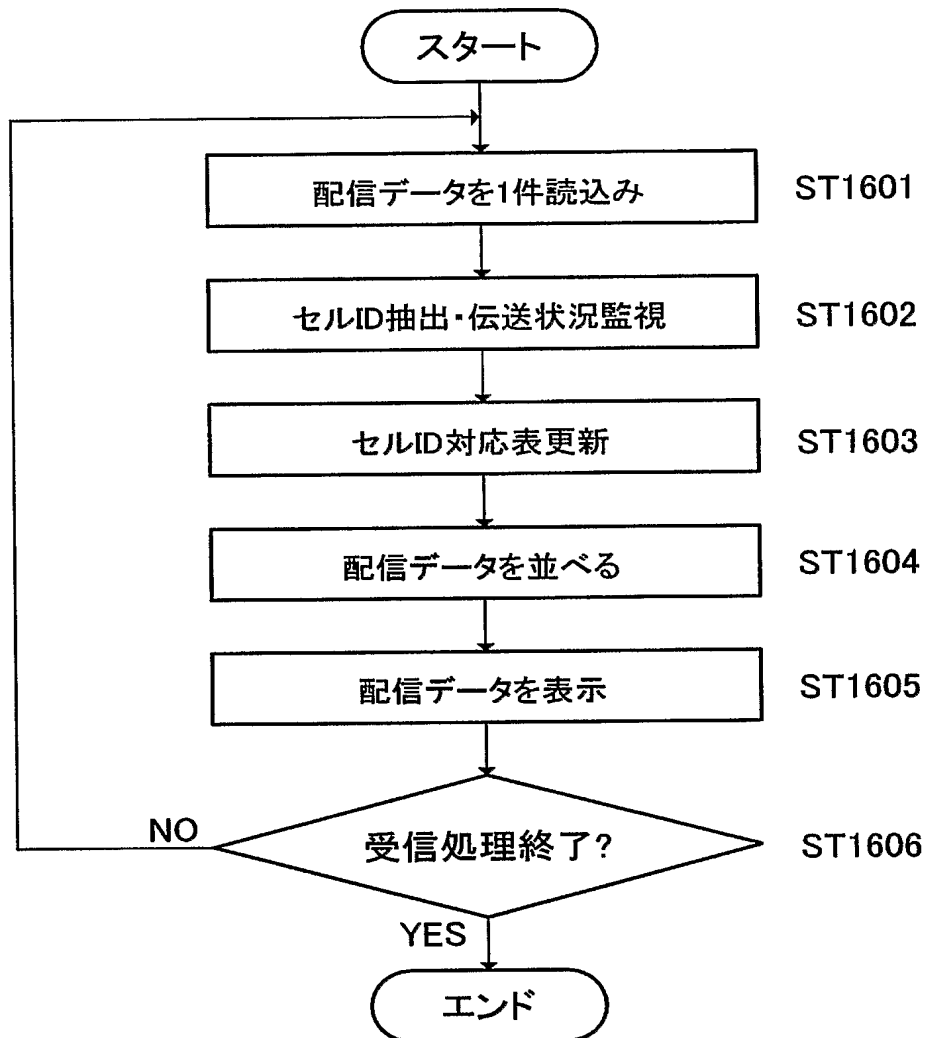 スタート
配信データを1件読込み
ST1601
セルID抽出・伝送状況監視
ST1602
セルID対応表更新
ST1603
配信データを並べる
ST1604
配信データを表示
ST1605
NO
受信処理終了?
ST1606
YES
エンド